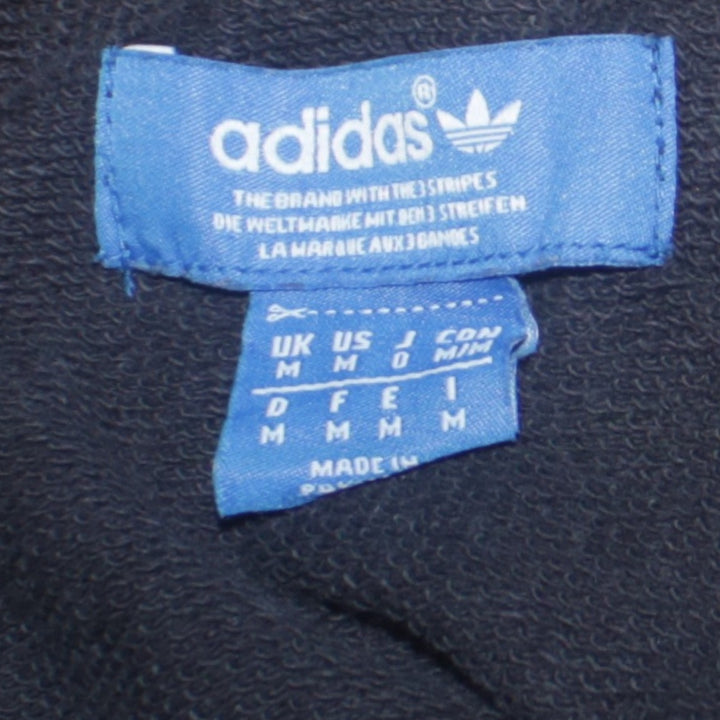 adidas®
THE BRAND WITH THE 3 STRIPES
DIE WELTMARKE MIT DEN 3 STREIFEN
LA MARQUE AUX 3 BANDES
UK US J CDN
M M O M/M
D F E I
M M M M
MADE IN